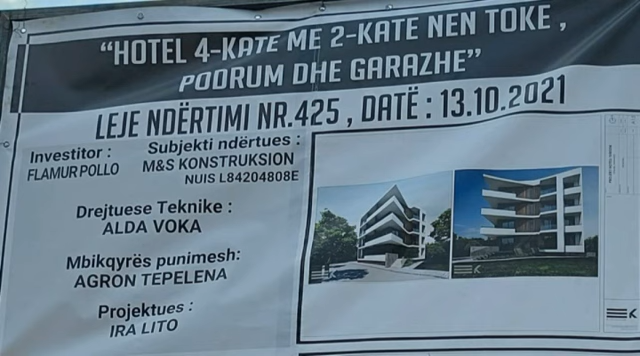 “HOTEL 4-KATE ME 2-KATE NEN TOKE ,
PODRUM DHE GARAZHE”
LEJE NDËRTIMI NR.425 , DATË : 13.10.2021
Investitor :
FLAMUR POLLO
Subjekti ndërtues :
M&S KONSTRUKSION
NUIS L84204808E
Drejtuese Teknike :
ALDA VOKA
Mbikqyrës punimesh:
AGRON TEPELENA
Projektues :
IRA LITO